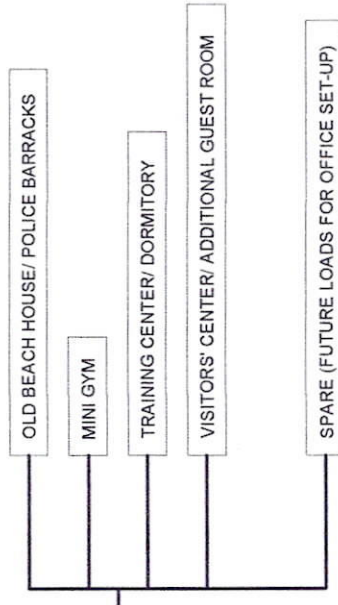 OLD BEACH HOUSE/ POLICE BARRACKS
MINI GYM
TRAINING CENTER/ DORMITORY
VISITORS' CENTER/ ADDITIONAL GUEST ROOM
SPARE (FUTURE LOADS FOR OFFICE SET-UP)